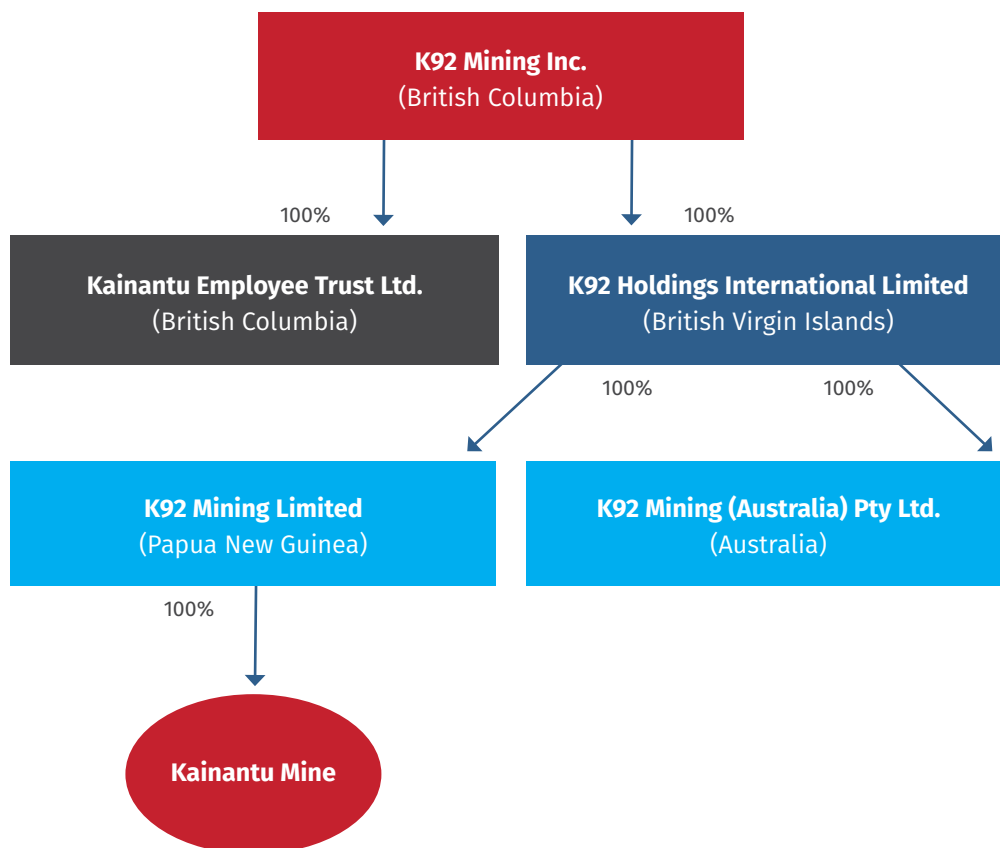 K92 Mining Inc.
(British Columbia)
100%
100%
Kainantu Employee Trust Ltd.
(British Columbia)
K92 Holdings International Limited
(British Virgin Islands)
100%
100%
K92 Mining Limited
(Papua New Guinea)
K92 Mining (Australia) Pty Ltd.
(Australia)
100%
Kainantu Mine